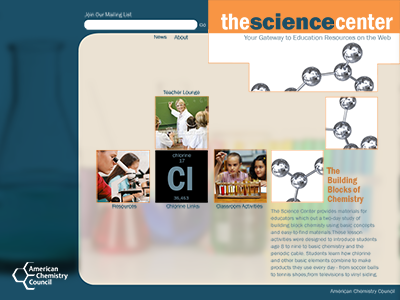 Join Our Mailing List
GO
News About
thesciencecenter
Your Gateway to Education Resources on the Web
Teacher Lounge
chlorine
17
Cl
35.453
Resources
Chlorine Links
Classroom Activities
The
Building
Blocks of
Chemistry
The Science Center provides materials for
educators which put a two-day study of
building block chemistry using basic concepts
and easy to find materials. These lesson
activities were designed to introduce students
age 5 to nine to basic chemistry and the
periodic table. Students learn how chlorine
and other basic elements combine to make
products they use every day - from soccer balls
to tennis shoes, from televisions to vinyl siding.
American
Chemistry
Council
American Chemistry Council